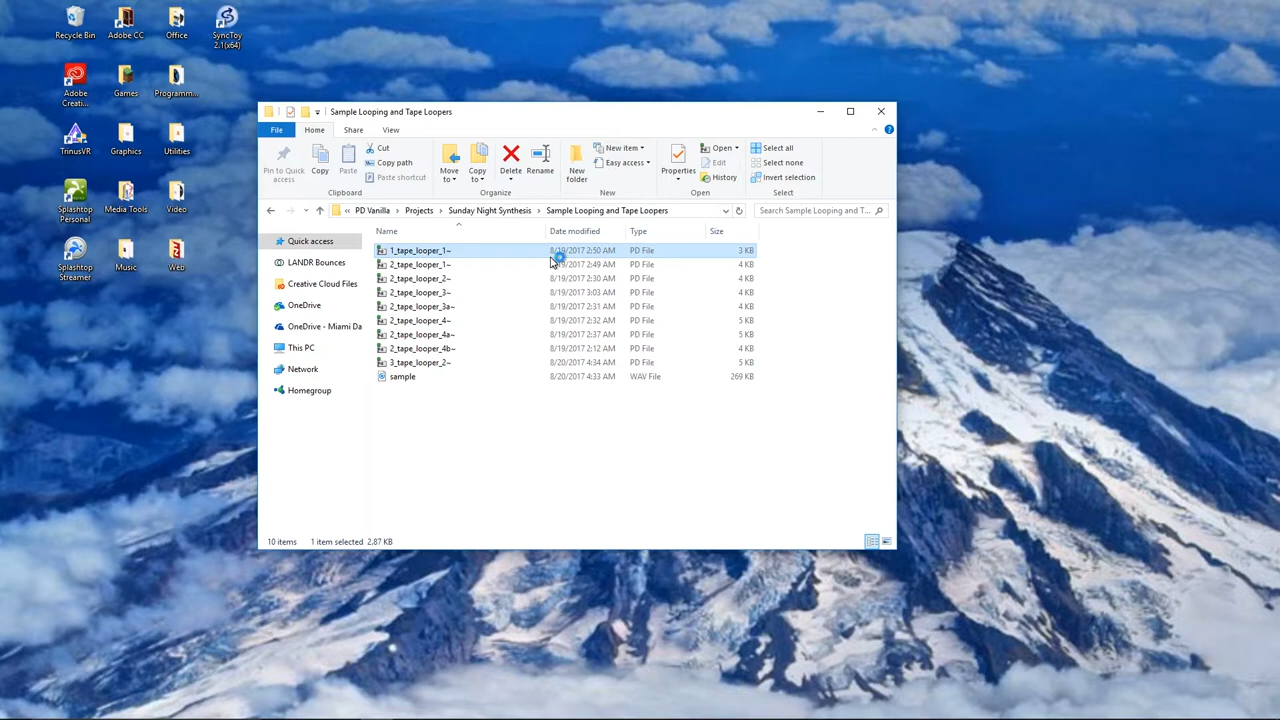 Recycle Bin
Adobe CC
Office
SyncToy
2.1(x64)
Adobe
Creati...
Games
Programm...
TrinusVR
Graphics
Utilities
Splashtop
Personal
Media Tools
Video
Splashtop
Streamer
Music
Web
Sample Looping and Tape Loopers
File
Home
Share
View
Pin to Quick
access
Copy
Paste
Cut
Copy path
Paste shortcut
Clipboard
Move
to
Copy
to
Delete
Rename
Organize
New
folder
New item
Easy access
New
Properties
Open
Edit
History
Open
Select all
Select none
Invert selection
Select
« PD Vanilla > Projects > Sunday Night Synthesis > Sample Looping and Tape Loopers
Search Sample Looping and T...
Quick access
LANDR Bounces
Creative Cloud Files
OneDrive
OneDrive - Miami Da
This PC
Network
Homegroup
Name Date modified Type Size
1_tape_looper_1~ 8/19/2017 2:50 AM PD File 3 KB
2_tape_looper_1~ 8/19/2017 2:49 AM PD File 4 KB
2_tape_looper_2~ 8/19/2017 2:30 AM PD File 4 KB
2_tape_looper_3~ 8/19/2017 3:03 AM PD File 4 KB
2_tape_looper_3a~ 8/19/2017 2:31 AM PD File 4 KB
2_tape_looper_4~ 8/19/2017 2:32 AM PD File 5 KB
2_tape_looper_4a~ 8/19/2017 2:37 AM PD File 5 KB
2_tape_looper_4b~ 8/19/2017 2:12 AM PD File 4 KB
3_tape_looper_2~ 8/20/2017 4:34 AM PD File 5 KB
sample 8/20/2017 4:33 AM WAV File 269 KB
10 items 1 item selected 2.87 KB